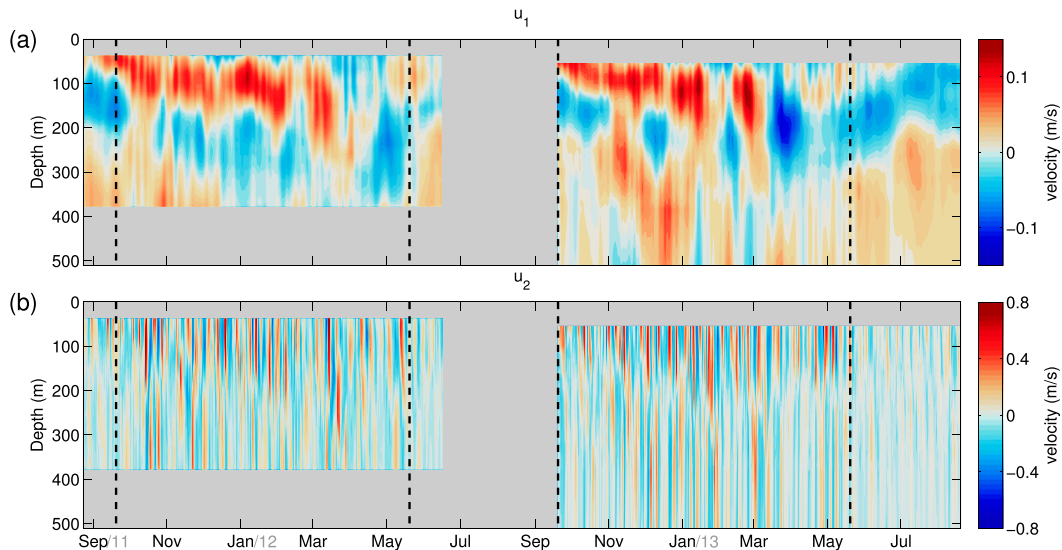 u1
(a)
0
100
200
300
400
500
Depth (m)
0.1
0
−0.1
velocity (m/s)
u2
(b)
0
100
200
300
400
500
Depth (m)
0.8
0.4
0
−0.4
−0.8
velocity (m/s)
Sep/11 Nov Jan/12 Mar May Jul Nov Jan/13 Mar May Jul